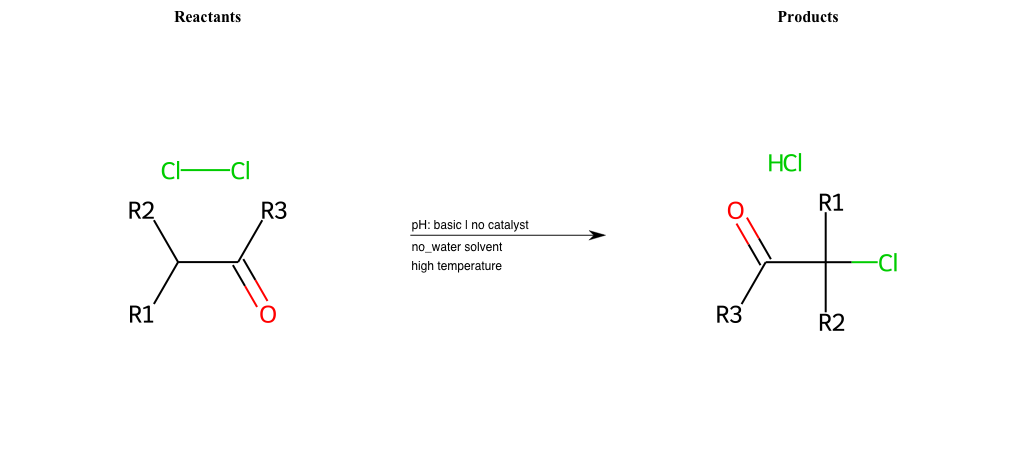 Reactants
Products
Cl Cl
R2 R3
R1 O
pH: basic | no catalyst
no_water solvent
high temperature
HCl
O R1
Cl
R3 R2